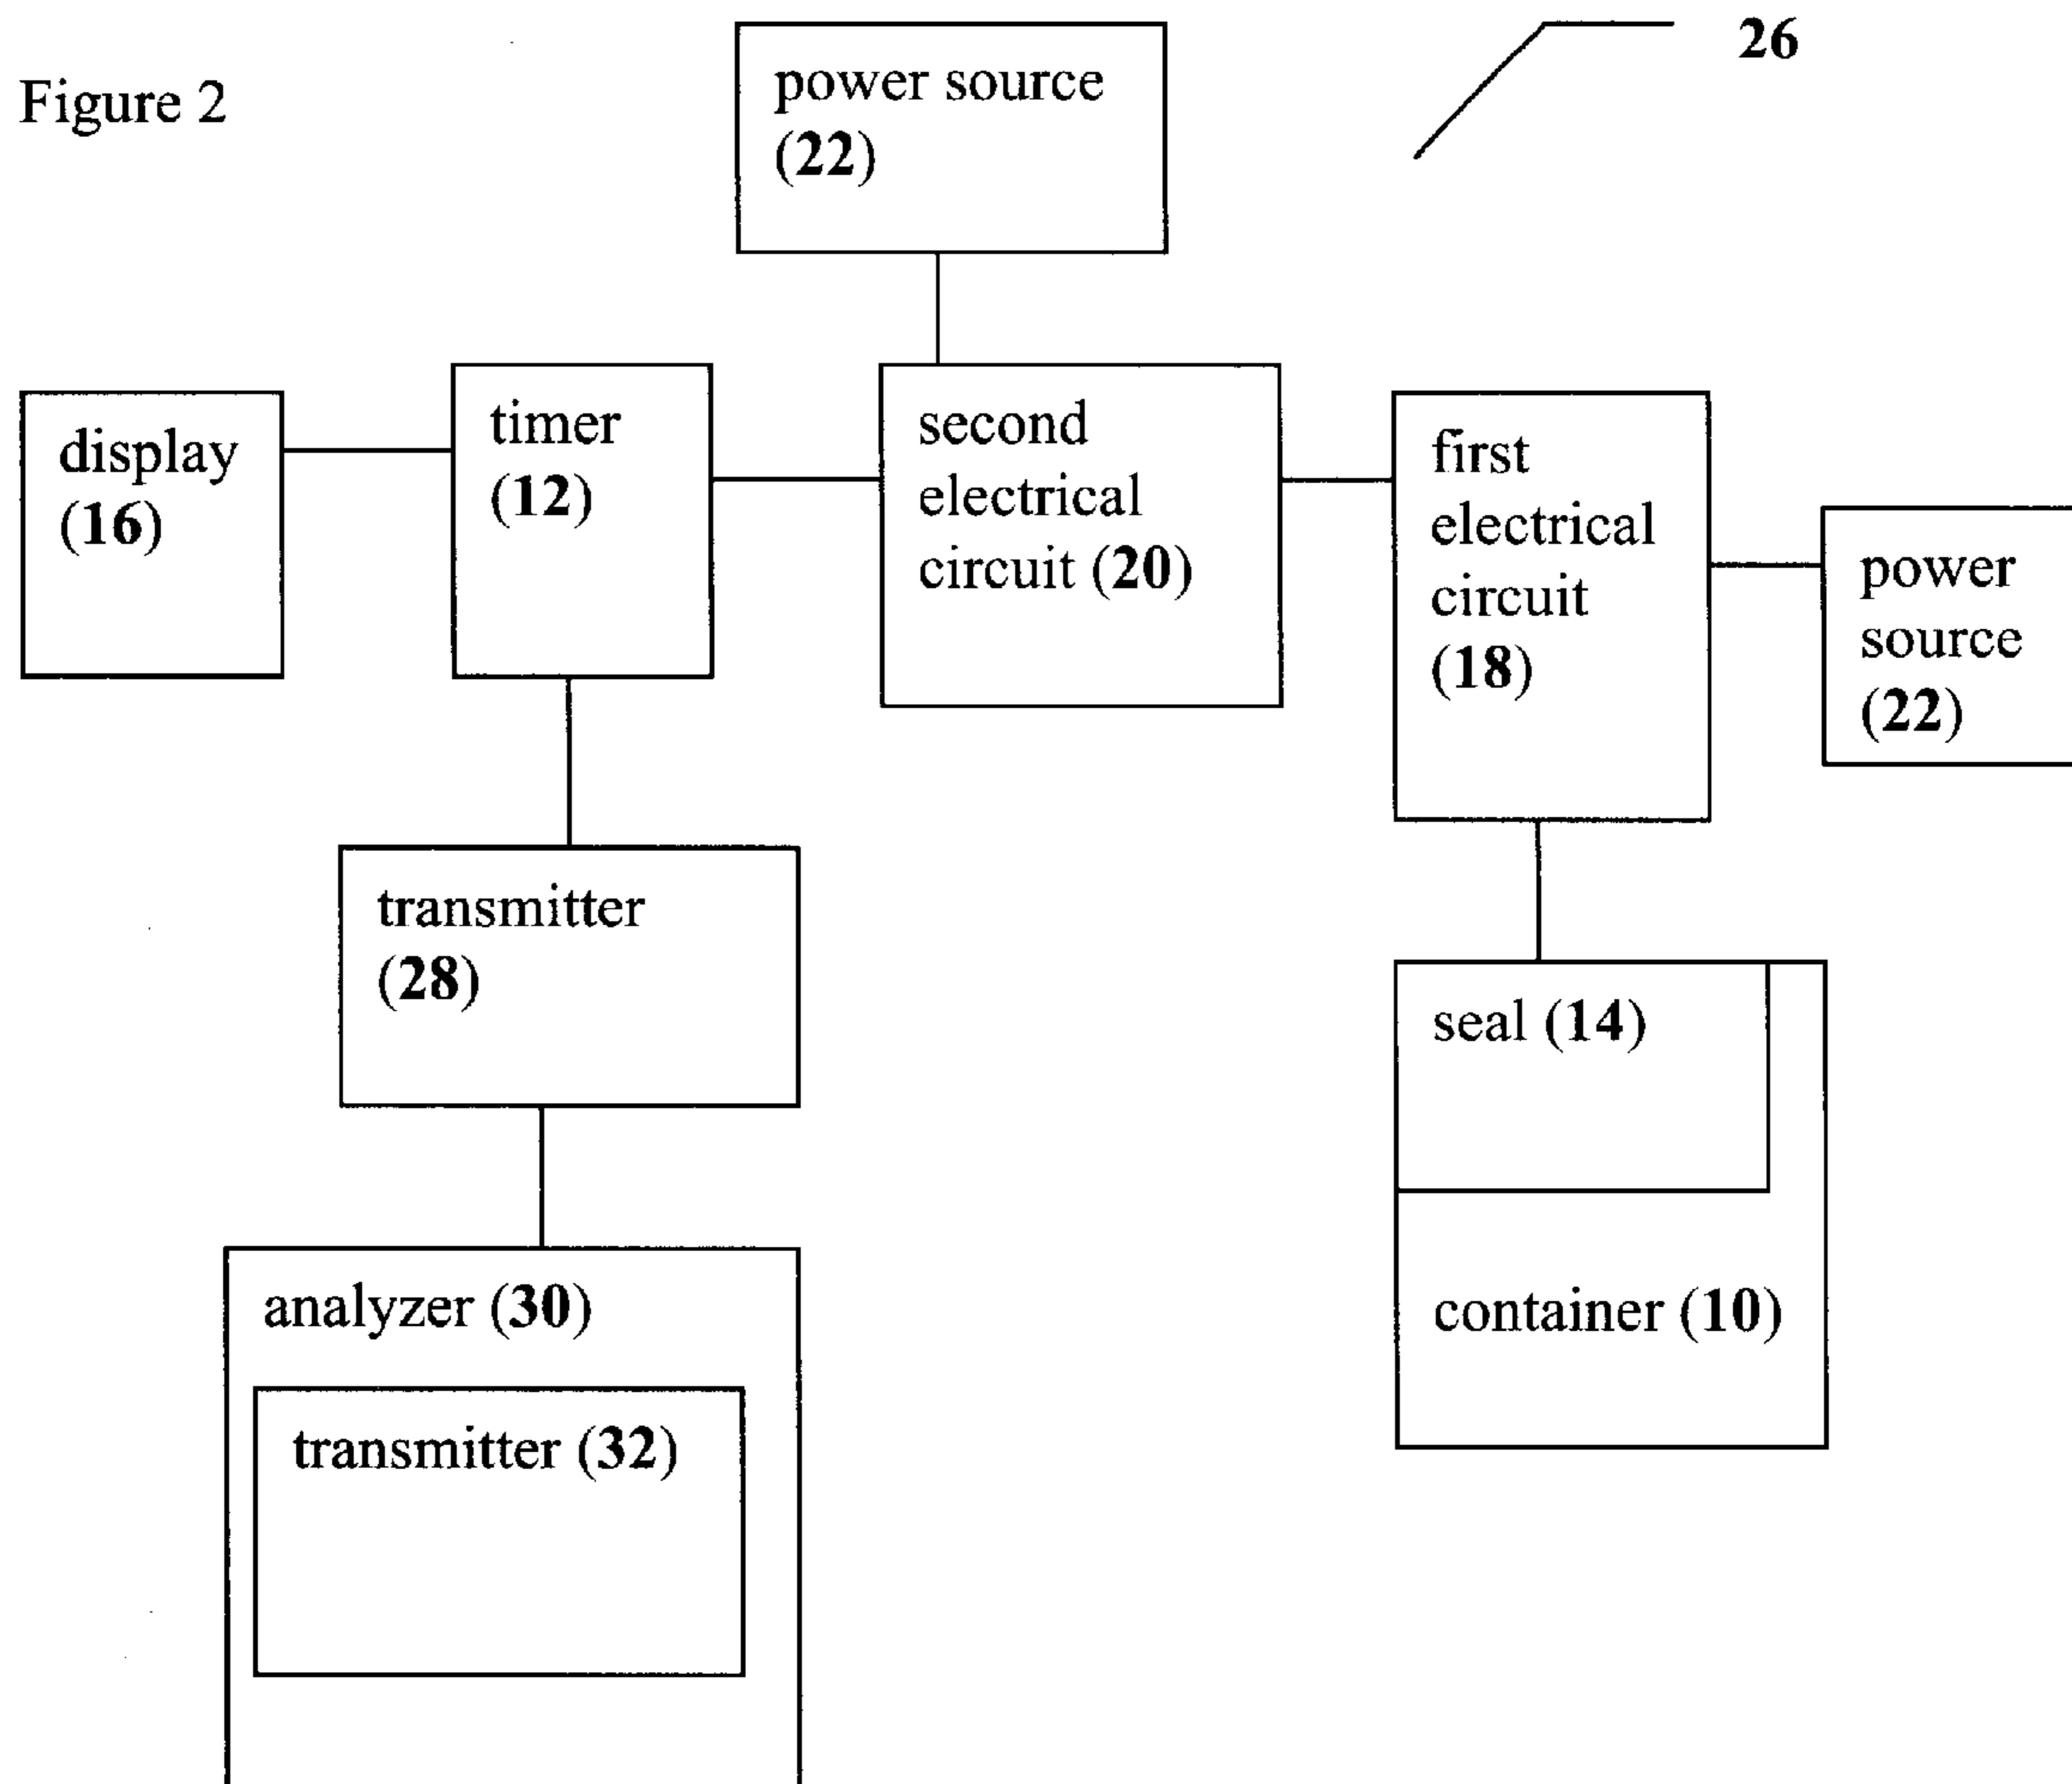 Figure 2
power source
(22)
26
display
(16)
timer
(12)
second
electrical
circuit (20)
first
electrical
circuit
(18)
power
source
(22)
transmitter
(28)
seal (14)
container (10)
analyzer (30)
transmitter (32)